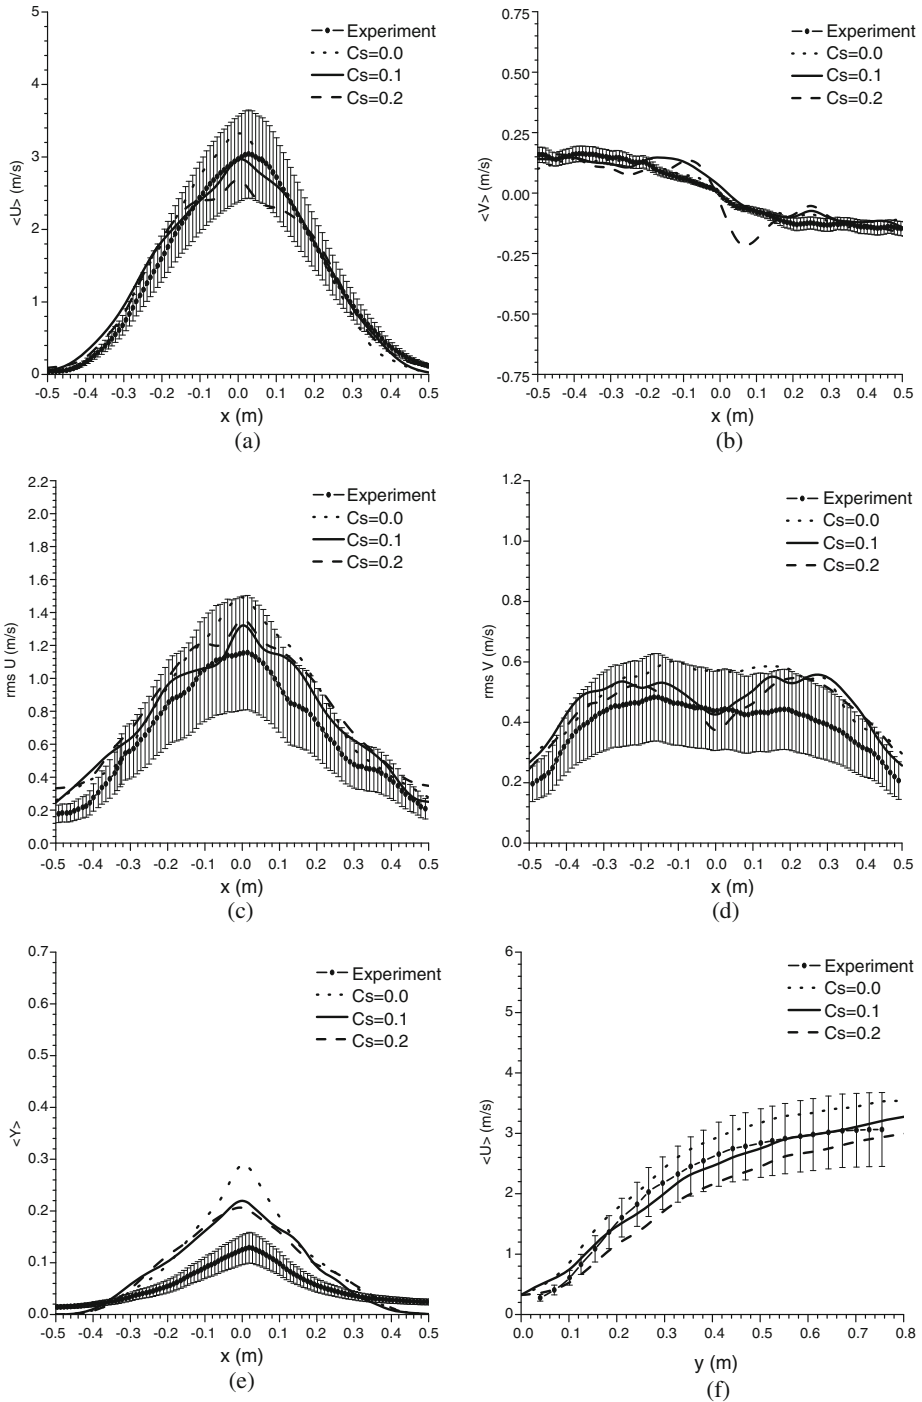 5
4
3
2
1
0
<U> (m/s)
-0.5 -0.4 -0.3 -0.2 -0.1 0.0 0.1 0.2 0.3 0.4 0.5
x (m)
Experiment
Cs=0.0
Cs=0.1
Cs=0.2
(a)
0.75
0.50
0.25
0.00
-0.25
-0.50
-0.75
<V> (m/s)
-0.5 -0.4 -0.3 -0.2 -0.1 0.0 0.1 0.2 0.3 0.4 0.5
x (m)
Experiment
Cs=0.0
Cs=0.1
Cs=0.2
(b)
2.2
2.0
1.8
1.6
1.4
1.2
1.0
0.8
0.6
0.4
0.2
0.0
rms U (m/s)
-0.5 -0.4 -0.3 -0.2 -0.1 0.0 0.1 0.2 0.3 0.4 0.5
x (m)
Experiment
Cs=0.0
Cs=0.1
Cs=0.2
(c)
1.2
1.0
0.8
0.6
0.4
0.2
0.0
rms V (m/s)
-0.5 -0.4 -0.3 -0.2 -0.1 0.0 0.1 0.2 0.3 0.4 0.5
x (m)
Experiment
Cs=0.0
Cs=0.1
Cs=0.2
(d)
0.7
0.6
0.5
0.4
0.3
0.2
0.1
0.0
<Y>
-0.5 -0.4 -0.3 -0.2 -0.1 0.0 0.1 0.2 0.3 0.4 0.5
x (m)
Experiment
Cs=0.0
Cs=0.1
Cs=0.2
(e)
6
5
4
3
2
1
0
<U> (m/s)
0.0 0.1 0.2 0.3 0.4 0.5 0.6 0.7 0.8
y (m)
Experiment
Cs=0.0
Cs=0.1
Cs=0.2
(f)